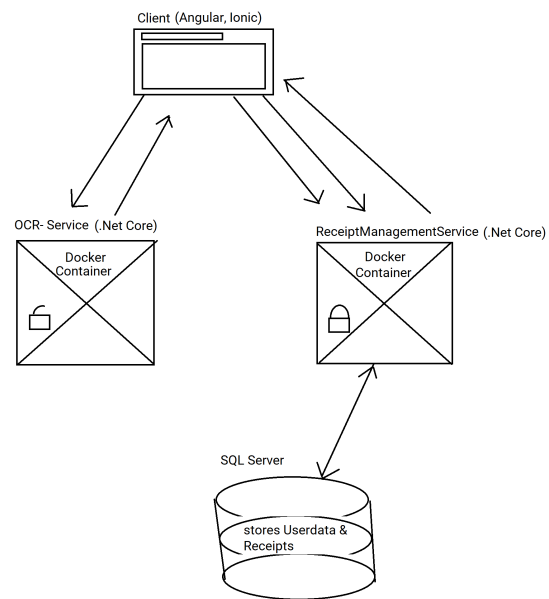 Client (Angular, Ionic)
OCR- Service (.Net Core)
ReceiptManagementService (.Net Core)
Docker
Container
Docker
Container
SQL Server
stores Userdata &
Receipts